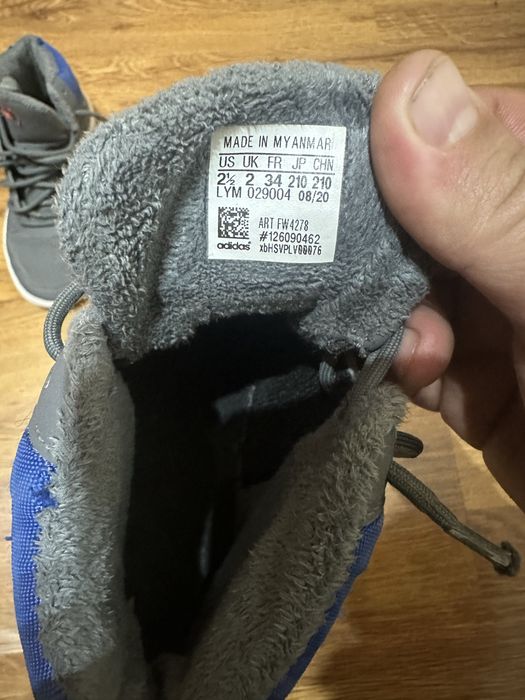 MADE IN MYANMAR
US UK FR JP CHN
2½ 2 34 210 210
LYM 029004 08/20
ART FW4278
#126090462
adidas xbHSVPLV00076